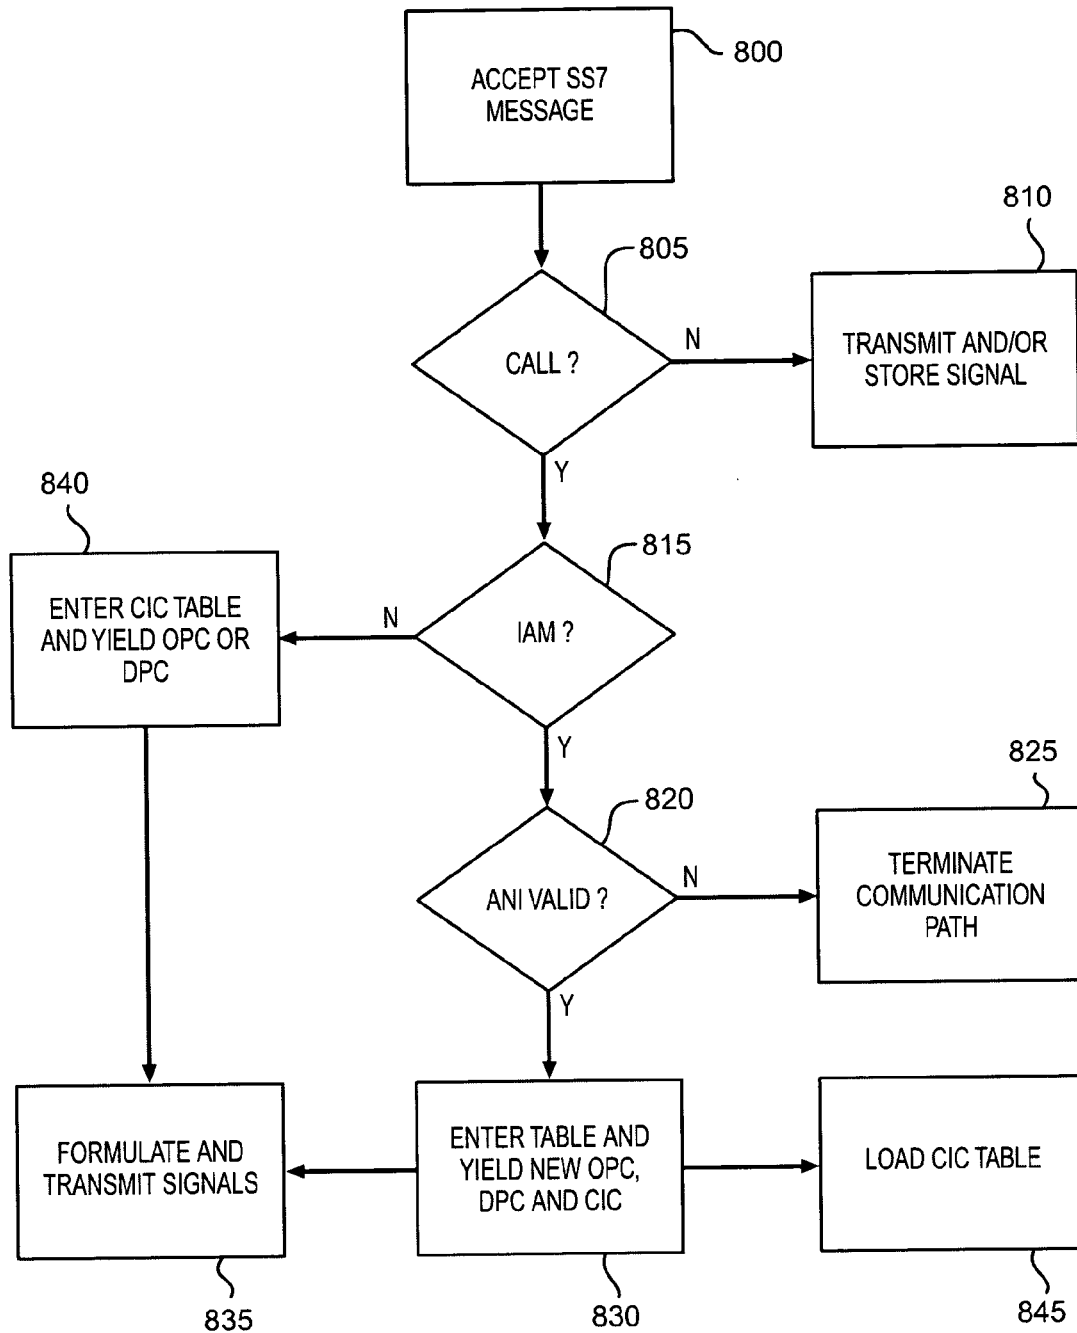 ACCEPT SS7
MESSAGE
800
805
CALL ?
N
Y
810
TRANSMIT AND/OR
STORE SIGNAL
840
ENTER CIC TABLE
AND YIELD OPC OR
DPC
815
IAM ?
N
Y
820
ANI VALID ?
N
Y
825
TERMINATE
COMMUNICATION
PATH
FORMULATE AND
TRANSMIT SIGNALS
835
ENTER TABLE AND
YIELD NEW OPC,
DPC AND CIC
830
LOAD CIC TABLE
845